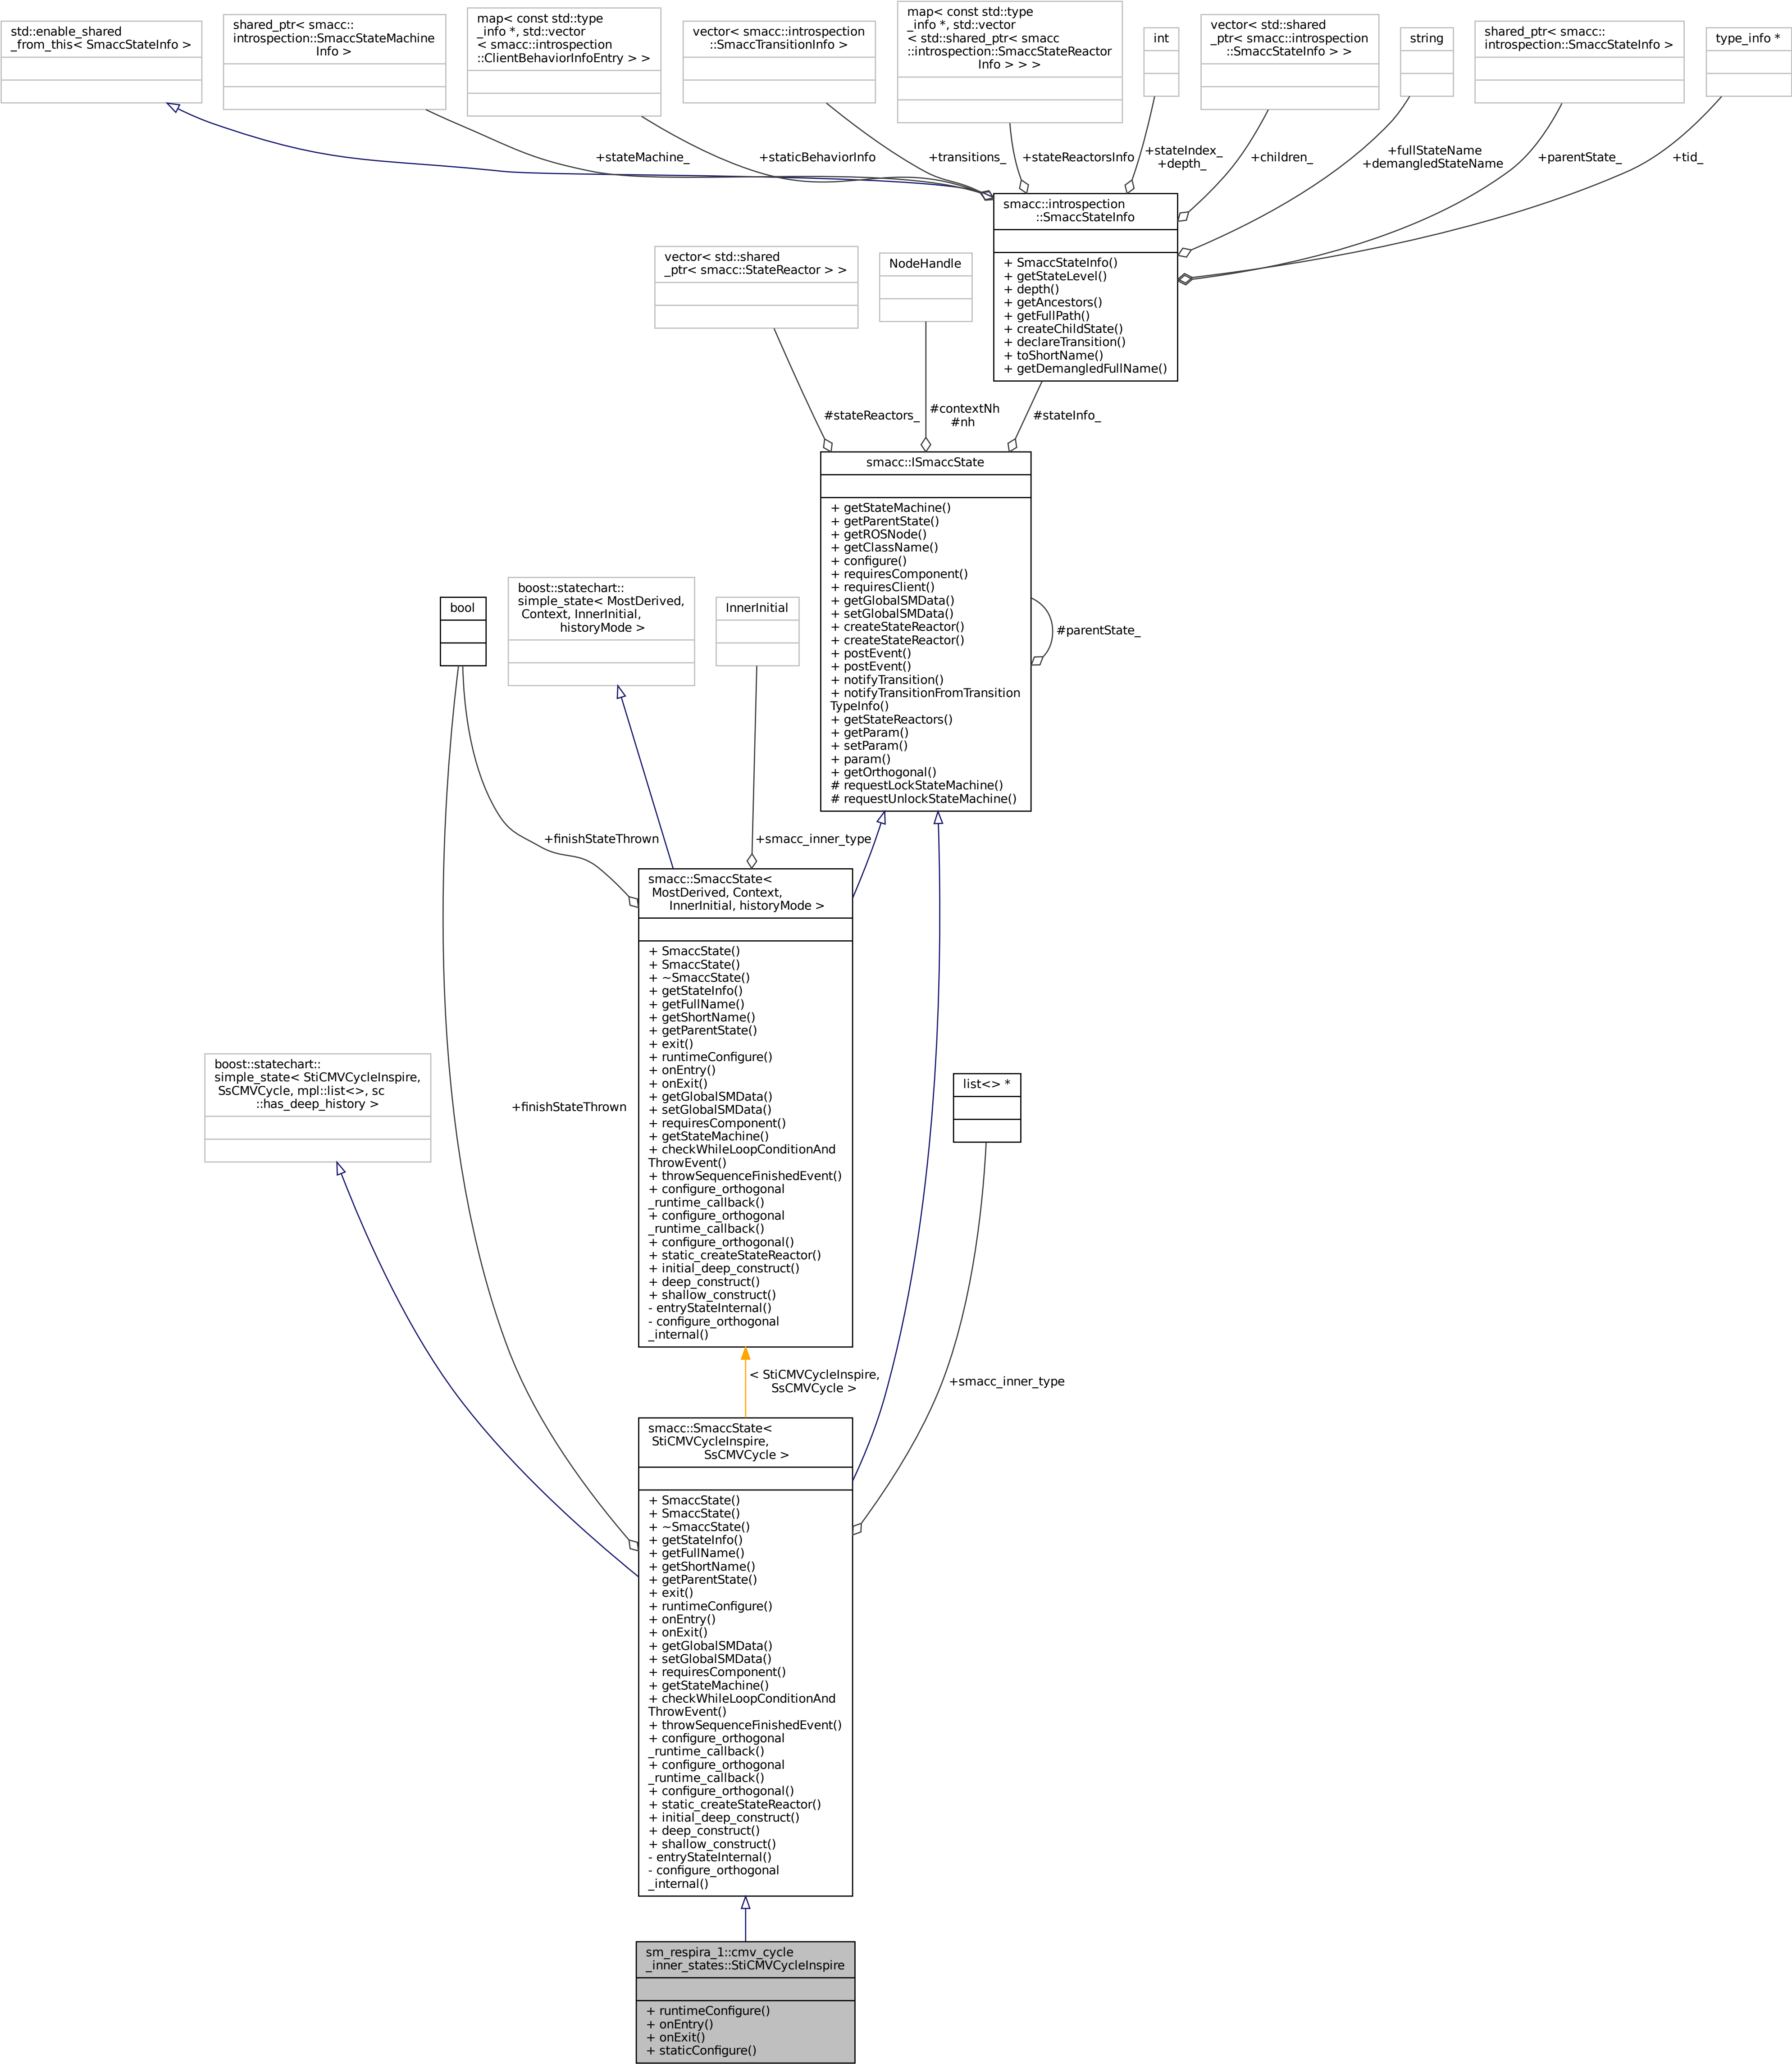 std::enable_shared
_from_this< SmaccStateInfo >
shared_ptr< smacc::
introspection::SmaccStateMachine
Info >
map< const std::type
_info *, std::vector
< smacc::introspection
::ClientBehaviorInfoEntry > >
vector< smacc::introspection
::SmaccTransitionInfo >
map< const std::type
_info *, std::vector
< std::shared_ptr< smacc
::introspection::SmaccStateReactor
Info > > >
int
vector< std::shared
_ptr< smacc::introspection
::SmaccStateInfo > >
string
shared_ptr< smacc::
introspection::SmaccStateInfo >
type_info *
+stateMachine_
+staticBehaviorInfo
+transitions_
+stateReactorsInfo
+stateIndex_
+depth_
+children_
+fullStateName
+demangledStateName
+parentState_
+tid_
smacc::introspection
::SmaccStateInfo
+ SmaccStateInfo()
+ getStateLevel()
+ depth()
+ getAncestors()
+ getFullPath()
+ createChildState()
+ declareTransition()
+ toShortName()
+ getDemangledFullName()
vector< std::shared
_ptr< smacc::StateReactor > >
NodeHandle
#stateReactors_
#contextNh
#nh
#stateInfo_
smacc::ISmaccState
+ getStateMachine()
+ getParentState()
+ getROSNode()
+ getClassName()
+ configure()
+ requiresComponent()
+ requiresClient()
+ getGlobalSMData()
+ setGlobalSMData()
+ createStateReactor()
+ createStateReactor()
+ postEvent()
+ postEvent()
+ notifyTransition()
+ notifyTransitionFromTransition
TypeInfo()
+ getStateReactors()
+ getParam()
+ setParam()
+ param()
+ getOrthogonal()
# requestLockStateMachine()
# requestUnlockStateMachine()
#parentState_
bool
boost::statechart::
simple_state< MostDerived,
Context, InnerInitial,
historyMode >
InnerInitial
+finishStateThrown
+smacc_inner_type
smacc::SmaccState<
MostDerived, Context,
InnerInitial, historyMode >
+ SmaccState()
+ SmaccState()
+ ~SmaccState()
+ getStateInfo()
+ getFullName()
+ getShortName()
+ getParentState()
+ exit()
+ runtimeConfigure()
+ onEntry()
+ onExit()
+ getGlobalSMData()
+ setGlobalSMData()
+ requiresComponent()
+ getStateMachine()
+ checkWhileLoopConditionAnd
ThrowEvent()
+ throwSequenceFinishedEvent()
+ configure_orthogonal
_runtime_callback()
+ configure_orthogonal
_runtime_callback()
+ configure_orthogonal()
+ static_createStateReactor()
+ initial_deep_construct()
+ deep_construct()
+ shallow_construct()
- entryStateInternal()
- configure_orthogonal
_internal()
boost::statechart::
simple_state< StiCMVCycleInspire,
SsCMVCycle, mpl::list<>, sc
::has_deep_history >
+finishStateThrown
list<> *
< StiCMVCycleInspire,
SsCMVCycle >
+smacc_inner_type
smacc::SmaccState<
StiCMVCycleInspire,
SsCMVCycle >
+ SmaccState()
+ SmaccState()
+ ~SmaccState()
+ getStateInfo()
+ getFullName()
+ getShortName()
+ getParentState()
+ exit()
+ runtimeConfigure()
+ onEntry()
+ onExit()
+ getGlobalSMData()
+ setGlobalSMData()
+ requiresComponent()
+ getStateMachine()
+ checkWhileLoopConditionAnd
ThrowEvent()
+ throwSequenceFinishedEvent()
+ configure_orthogonal
_runtime_callback()
+ configure_orthogonal
_runtime_callback()
+ configure_orthogonal()
+ static_createStateReactor()
+ initial_deep_construct()
+ deep_construct()
+ shallow_construct()
- entryStateInternal()
- configure_orthogonal
_internal()
sm_respira_1::cmv_cycle
_inner_states::StiCMVCycleInspire
+ runtimeConfigure()
+ onEntry()
+ onExit()
+ staticConfigure()